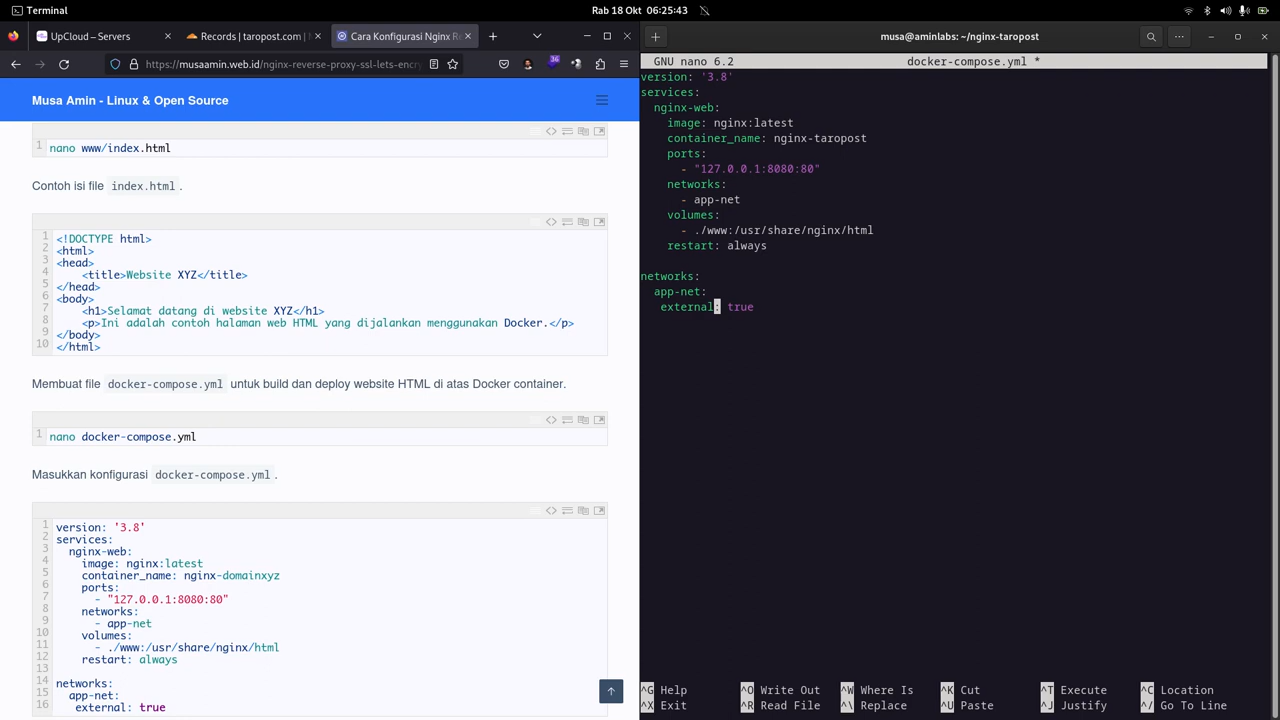 Terminal
Rab 18 Okt 06:25:43
UpCloud – Servers
Records | taropost.com |
Cara Konfigurasi Nginx Re
https://musaamin.web.id/nginx-reverse-proxy-ssl-lets-encry
36
Musa Amin - Linux & Open Source
1 nano www/index.html
Contoh isi file index.html .
1 <!DOCTYPE html>
2 <html>
3 <head>
4     <title>Website XYZ</title>
5 </head>
6 <body>
7     <h1>Selamat datang di website XYZ</h1>
8     <p>Ini adalah contoh halaman web HTML yang dijalankan menggunakan Docker.</p>
9 </body>
10 </html>
Membuat file docker-compose.yml untuk build dan deploy website HTML di atas Docker container.
1 nano docker-compose.yml
Masukkan konfigurasi docker-compose.yml .
1 version: '3.8'
2 services:
3   nginx-web:
4     image: nginx:latest
5     container_name: nginx-domainxyz
6     ports:
7       - "127.0.0.1:8080:80"
8     networks:
9       - app-net
10     volumes:
11       - ./www:/usr/share/nginx/html
12     restart: always
13
14 networks:
15   app-net:
16    external: true
musa@aminlabs: ~/nginx-taropost
GNU nano 6.2 docker-compose.yml *
version: '3.8'
services:
  nginx-web:
    image: nginx:latest
    container_name: nginx-taropost
    ports:
      - "127.0.0.1:8080:80"
    networks:
      - app-net
    volumes:
      - ./www:/usr/share/nginx/html
    restart: always
networks:
  app-net:
   external: true
^G Help ^O Write Out ^W Where Is ^K Cut ^T Execute ^C Location
^X Exit ^R Read File ^\ Replace ^U Paste ^J Justify ^/ Go To Line